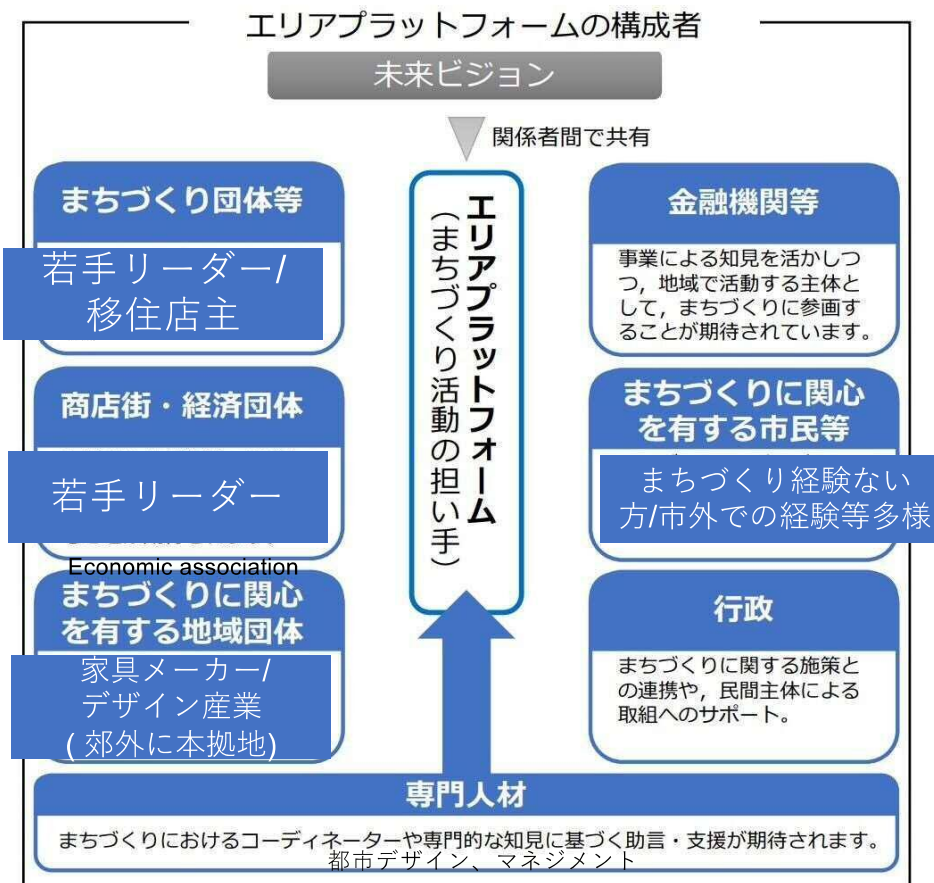 エリアプラットフォームの構成者
未来ビジョン
関係者間で共有
まちづくり団体等
若手リーダー/
移住店主
商店街・経済団体
若手リーダー
Economic association
まちづくりに関心
を有する地域団体
家具メーカー/
デザイン産業
( 郊外に本拠地)
エリアプラットフォーム
(まちづくり活動の担い手)
金融機関等
事業による知見を活かしつ
つ，地域で活動する主体と
して，まちづくりに参画す
ることが期待されています。
まちづくりに関心
を有する市民等
まちづくり経験ない
方/市外での経験等多様
行政
まちづくりに関する施策と
の連携や，民間主体による
取組へのサポート。
専門人材
まちづくりにおけるコーディネーターや専門的な知見に基づく助言・支援が期待されます。
都市デザイン、マネジメント